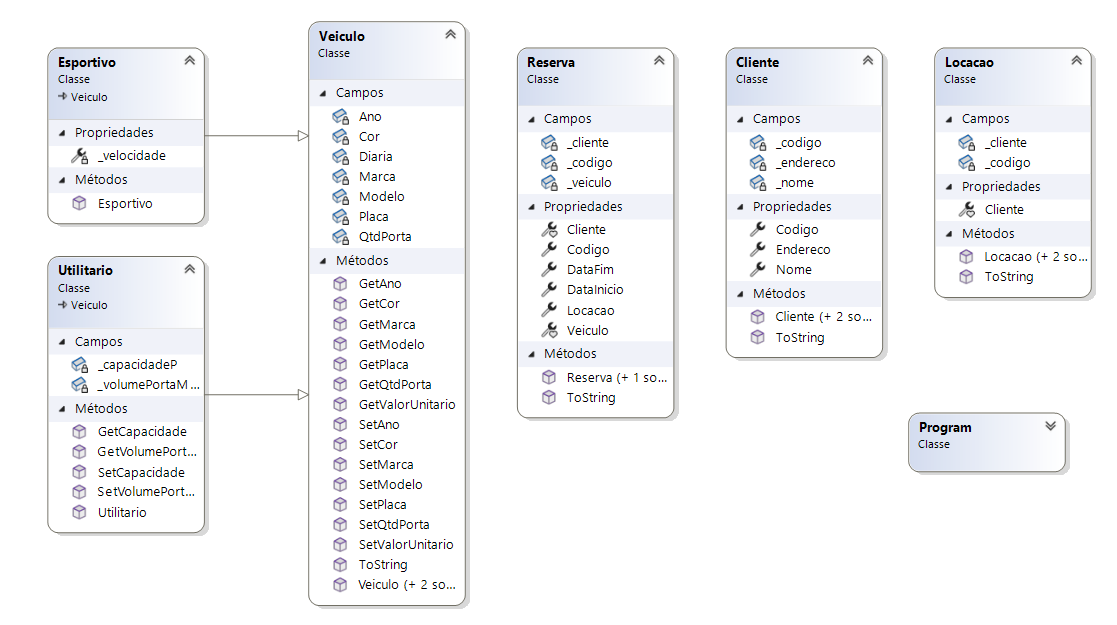 Esportivo
Classe
Veiculo
Propriedades
_velocidade
Métodos
Esportivo
Utilitario
Classe
Veiculo
Campos
_capacidadeP
_volumePortaM ...
Métodos
GetCapacidade
GetVolumePort...
SetCapacidade
SetVolumePort...
Utilitario
Veiculo
Classe
Campos
Ano
Cor
Diaria
Marca
Modelo
Placa
QtdPorta
Métodos
GetAno
GetCor
GetMarca
GetModelo
GetPlaca
GetQtdPorta
GetValorUnitario
SetAno
SetCor
SetMarca
SetModelo
SetPlaca
SetQtdPorta
SetValorUnitario
ToString
Veiculo (+ 2 so...
Reserva
Classe
Campos
_cliente
_codigo
_veiculo
Propriedades
Cliente
Codigo
DataFim
DataInicio
Locacao
Veiculo
Métodos
Reserva (+ 1 so...
ToString
Cliente
Classe
Campos
_codigo
_endereco
_nome
Propriedades
Codigo
Endereco
Nome
Métodos
Cliente (+ 2 so...
ToString
Locacao
Classe
Campos
_cliente
_codigo
Propriedades
Cliente
Métodos
Locacao (+ 2 so...
ToString
Program
Classe